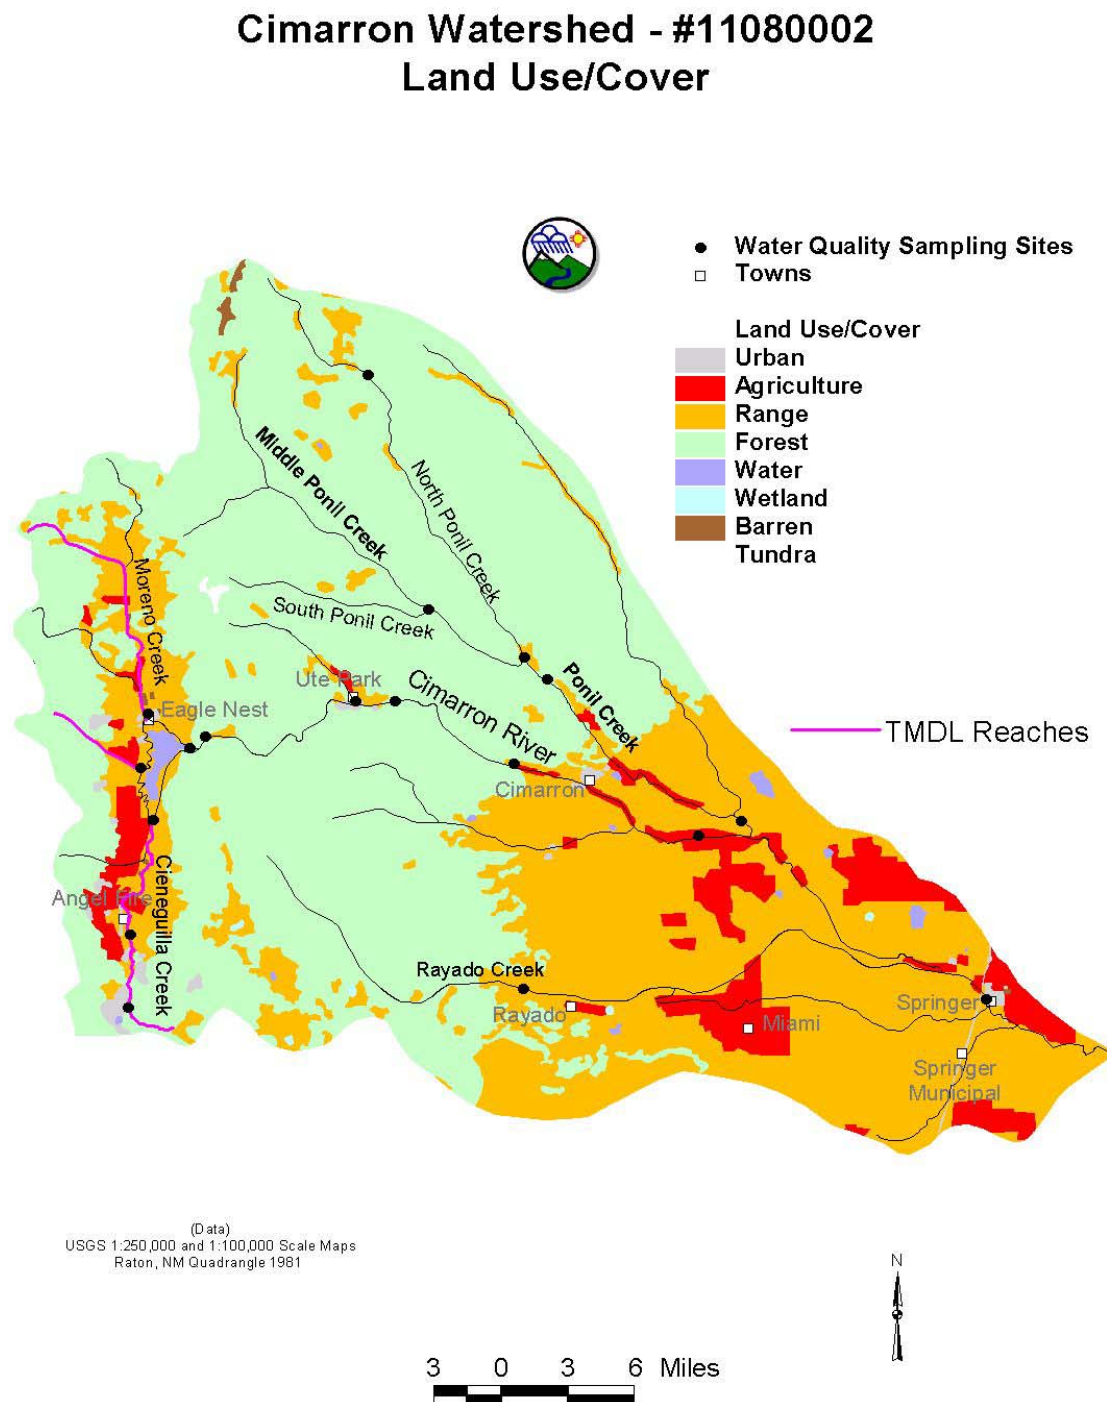 Cimarron Watershed - #11080002
Land Use/Cover
Water Quality Sampling Sites
Towns
Land Use/Cover
Urban
Agriculture
Range
Forest
Water
Wetland
Barren
Tundra
Middle Ponil Creek
North Ponil Creek
Moreno Creek
South Ponil Creek
Ute Park
Eagle Nest
Cimarron River
Ponil Creek
TMDL Reaches
Cimarron
Angel Fire
Cieneguilla Creek
Rayado Creek
Rayado
Miami
Springer
Springer
Municipal
(Data)
USGS 1:250,000 and 1:100,000 Scale Maps
Raton, NM Quadrangle 1981
N
3 0 3 6 Miles